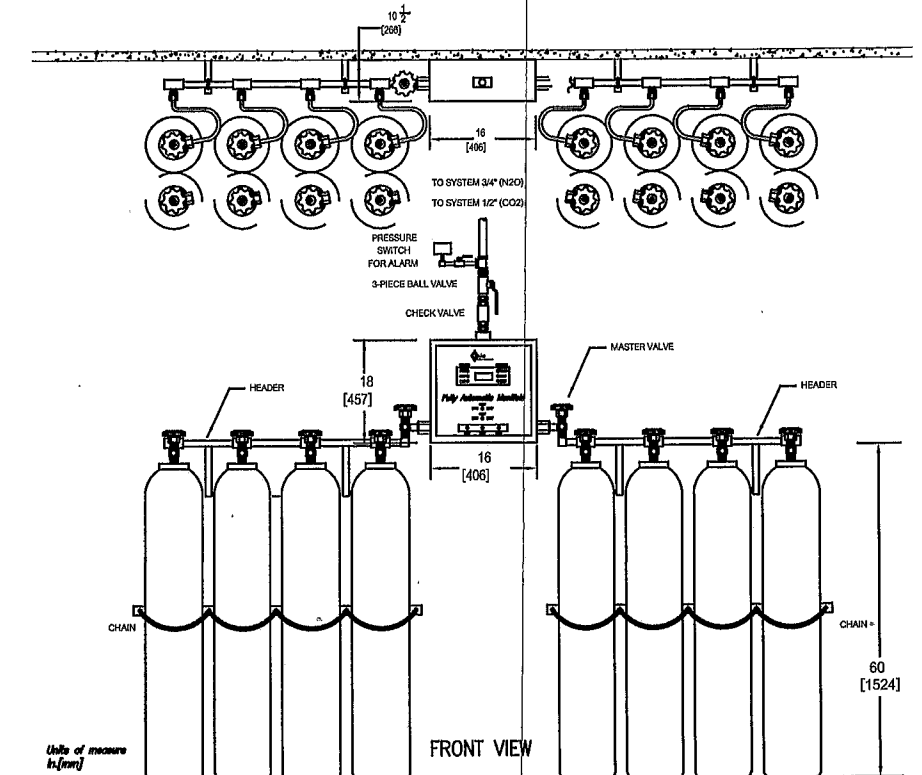 10 1/2
[266]
16
[406]
TO SYSTEM 3/4" (N2O)
TO SYSTEM 1/2" (CO2)
PRESSURE
SWITCH
FOR ALARM
3-PIECE BALL VALVE
CHECK VALVE
MASTER VALVE
18
[457]
HEADER
HEADER
Fully Automatic Manifold
16
[406]
CHAIN
CHAIN
60
[1524]
Units of measure
in.[mm]
FRONT VIEW